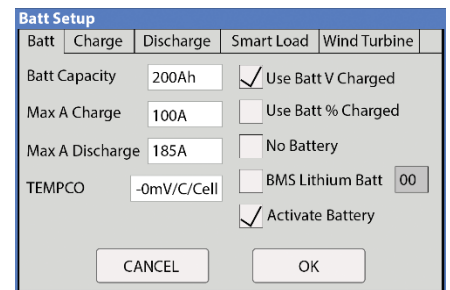 Batt Setup
Batt Charge Discharge Smart Load Wind Turbine
Batt Capacity 200Ah Use Batt V Charged
Max A Charge 100A Use Batt % Charged
Max A Discharge 185A No Battery
TEMPCO -0mV/C/Cell BMS Lithium Batt 00
Activate Battery
CANCEL OK